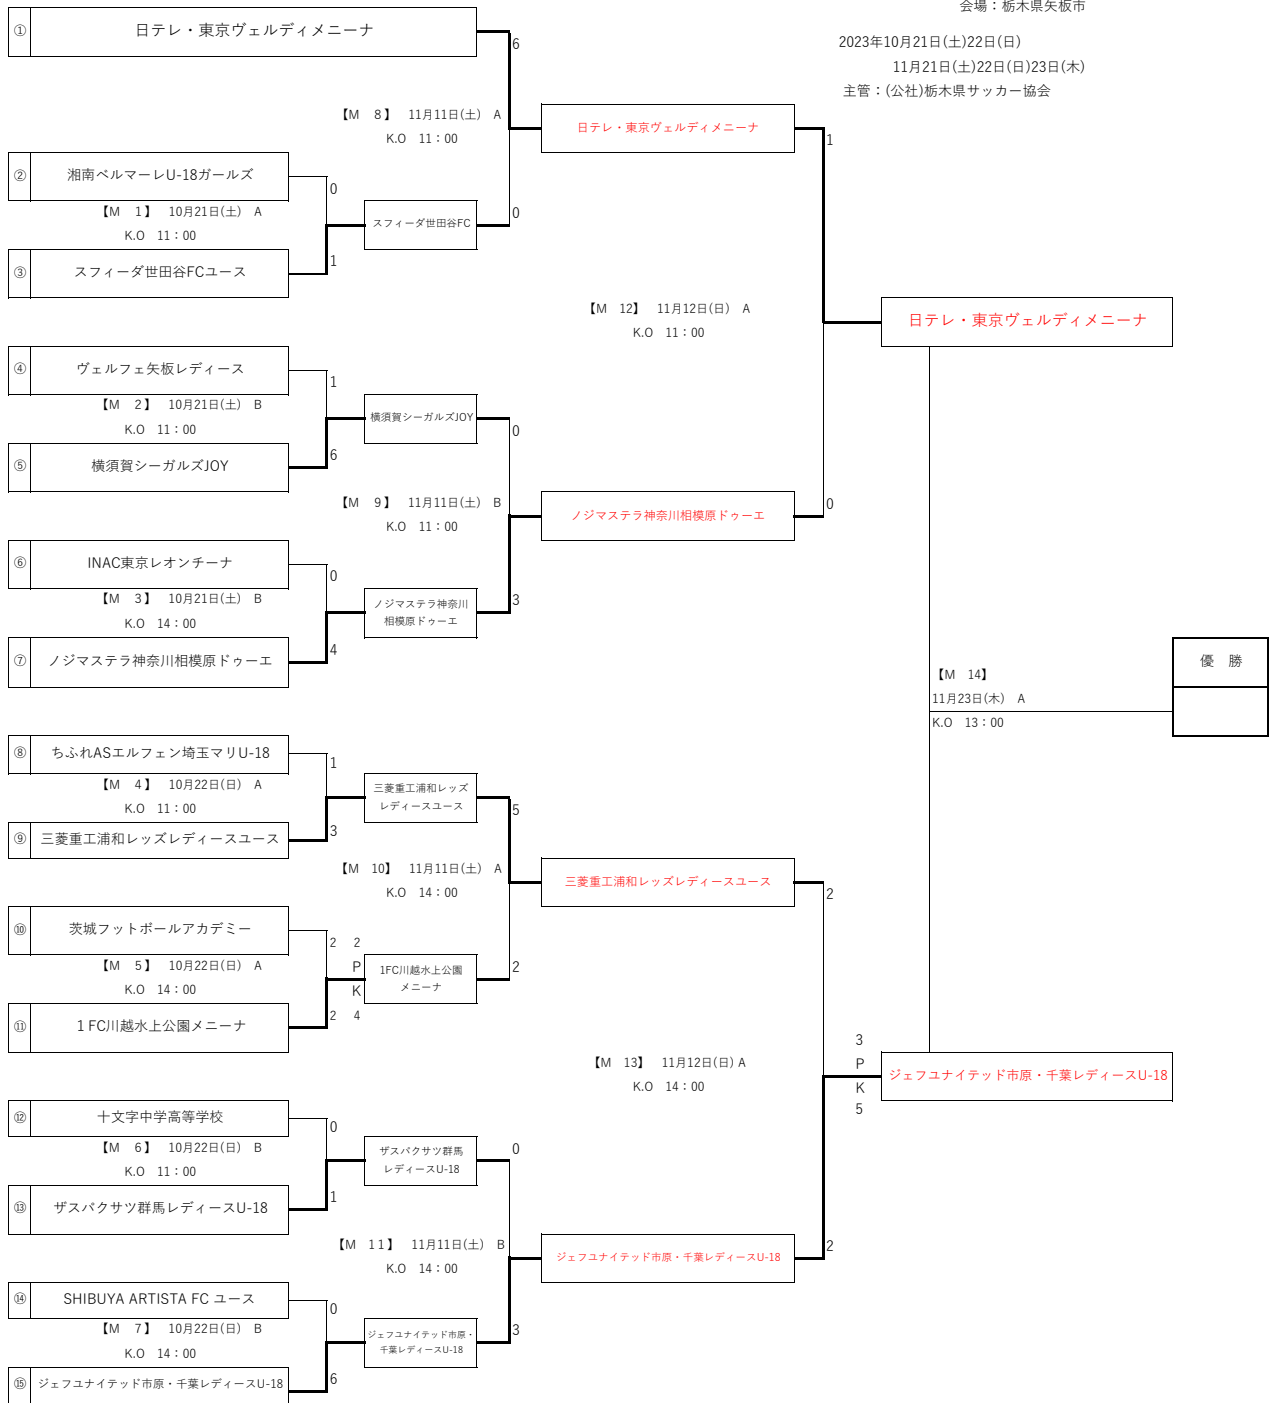 会場：栃木県矢板市
2023年10月21日(土)22日(日)
11月21日(土)22日(日)23日(木)
主管：(公社)栃木県サッカー協会
① 日テレ・東京ヴェルディメニーナ
6
【M　8】　11月11日(土)　A
K.O　11：00
日テレ・東京ヴェルディメニーナ
1
② 湘南ベルマーレU-18ガールズ
0
【M　1】　10月21日(土)　A
K.O　11：00
スフィーダ世田谷FC
0
③ スフィーダ世田谷FCユース
1
【M　12】　11月12日(日)　A
K.O　11：00
日テレ・東京ヴェルディメニーナ
④ ヴェルフェ矢板レディース
1
【M　2】　10月21日(土)　B
K.O　11：00
横須賀シーガルズJOY
0
⑤ 横須賀シーガルズJOY
6
【M　9】　11月11日(土)　B
K.O　11：00
ノジマステラ神奈川相模原ドゥーエ
0
⑥ INAC東京レオンチーナ
0
【M　3】　10月21日(土)　B
K.O　14：00
ノジマステラ神奈川
相模原ドゥーエ
3
⑦ ノジマステラ神奈川相模原ドゥーエ
4
優　勝
【M　14】
11月23日(木)　A
K.O　13：00
⑧ ちふれASエルフェン埼玉マリU-18
1
【M　4】　10月22日(日)　A
K.O　11：00
三菱重工浦和レッズ
レディースユース
5
⑨ 三菱重工浦和レッズレディースユース
3
【M　10】　11月11日(土)　A
K.O　14：00
三菱重工浦和レッズレディースユース
2
⑩ 茨城フットボールアカデミー
2　2
【M　5】　10月22日(日)　A
K.O　14：00
P
K
1FC川越水上公園
メニーナ
2
⑪ １FC川越水上公園メニーナ
2　4
【M　13】　11月12日(日) A
K.O　14：00
3
P
K
5
ジェフユナイテッド市原・千葉レディースU-18
⑫ 十文字中学高等学校
0
【M　6】　10月22日(日)　B
K.O　11：00
ザスパクサツ群馬
レディースU-18
0
⑬ ザスパクサツ群馬レディースU-18
1
【M　１１】　11月11日(土)　B
K.O　14：00
ジェフユナイテッド市原・千葉レディースU-18
2
⑭ SHIBUYA ARTISTA FC ユース
0
【M　7】　10月22日(日)　B
K.O　14：00
ジェフユナイテッド市原・
千葉レディースU-18
3
⑮ ジェフユナイテッド市原・千葉レディースU-18
6